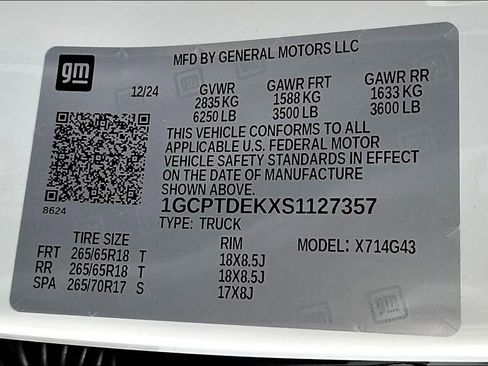 gm
MFD BY GENERAL MOTORS LLC
12/24 GVWR GAWR FRT GAWR RR
2835 KG 1588 KG 1633 KG
6250 LB 3500 LB 3600 LB
THIS VEHICLE CONFORMS TO ALL
APPLICABLE U.S. FEDERAL MOTOR
VEHICLE SAFETY STANDARDS IN EFFECT
ON THE DATE OF MANUFACTURE
SHOWN ABOVE.
8624
1GCPTDEKXS1127357
TYPE: TRUCK
TIRE SIZE RIM MODEL: X714G43
FRT 265/65R18 T 18X8.5J
RR 265/65R18 T 18X8.5J
SPA 265/70R17 S 17X8J
gm